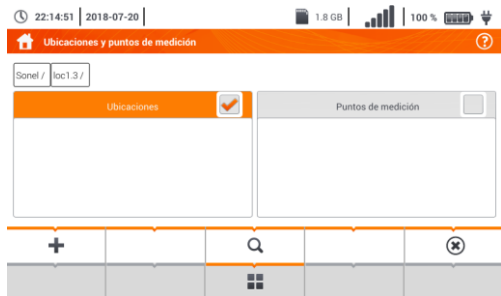 22:14:51 2018-07-20 1.8 GB 100 %
Ubicaciones y puntos de medición ?
Sonel / loc1.3 /
Ubicaciones Puntos de medición